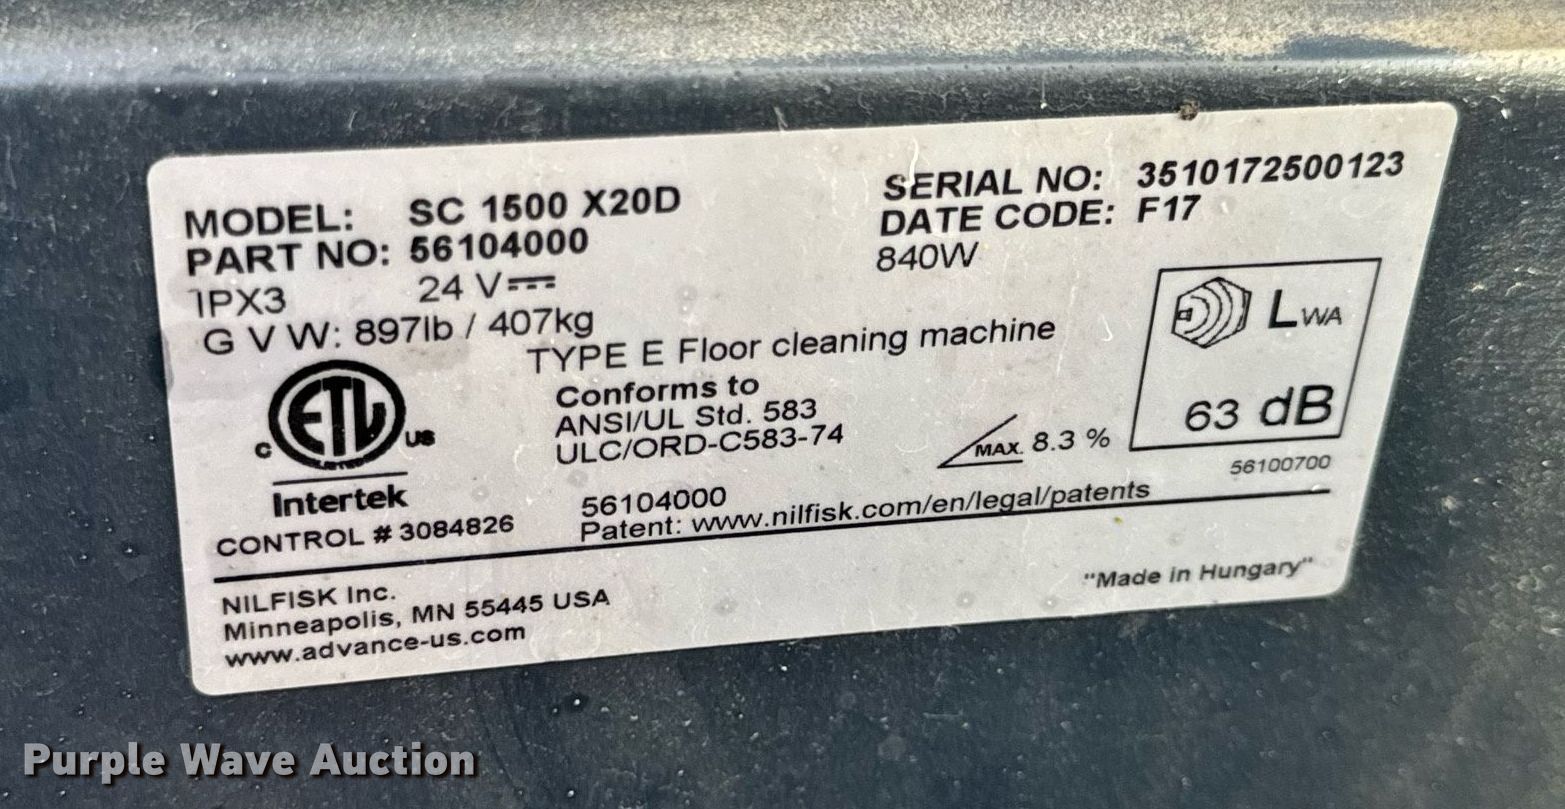 MODEL: SC 1500 X20D
PART NO: 56104000
IPX3 24 V
G V W: 897lb / 407kg
SERIAL NO: 3510172500123
DATE CODE: F17
840W
TYPE E Floor cleaning machine
Conforms to
ANSI/UL Std. 583
ULC/ORD-C583-74
C ETL US
Intertek
CONTROL # 3084826
MAX. 8.3 %
LWA
63 dB
56100700
56104000
Patent: www.nilfisk.com/en/legal/patents
NILFISK Inc.
Minneapolis, MN 55445 USA
www.advance-us.com
"Made in Hungary"
Purple Wave Auction